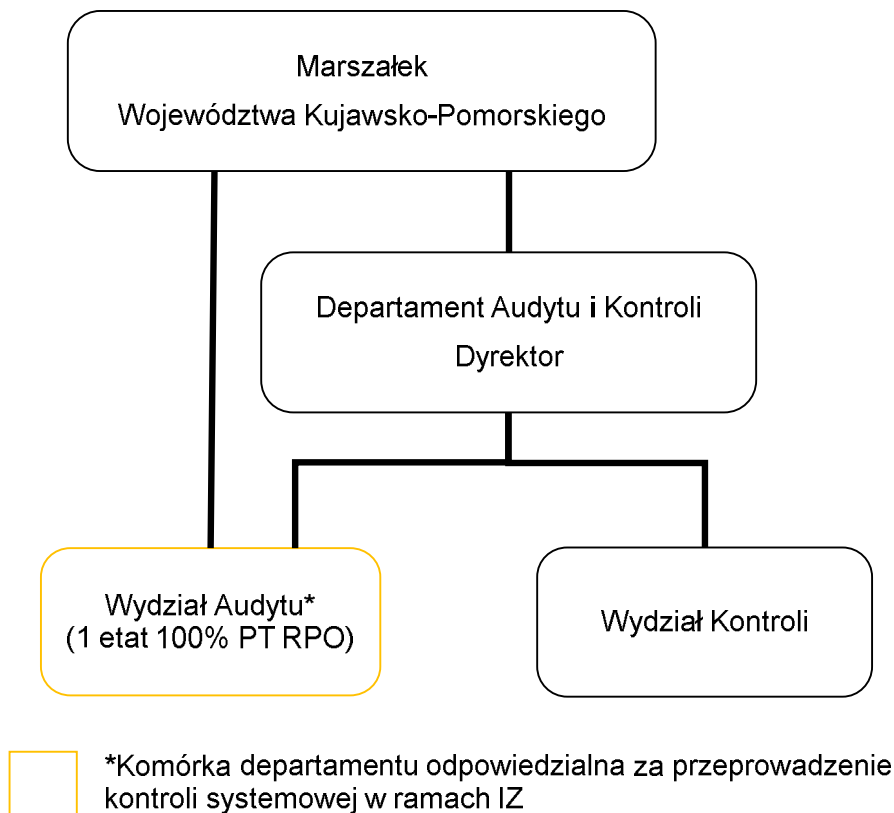 Marszałek
Województwa Kujawsko-Pomorskiego
Departament Audytu i Kontroli
Dyrektor
Wydział Audytu*
(1 etat 100% PT RPO)
Wydział Kontroli
*Komórka departamentu odpowiedzialna za przeprowadzenie
kontroli systemowej w ramach IZ